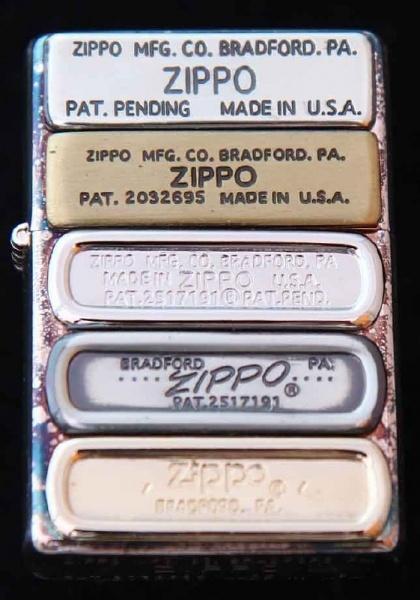 ZIPPO MFG. CO. BRADFORD. PA.
ZIPPO
PAT. PENDING MADE IN U.S.A.
ZIPPO MFG. CO. BRADFORD. PA.
ZIPPO
PAT. 2032695 MADE IN U.S.A.
ZIPPO MFG. CO. BRADFORD, PA
MADE IN ZIPPO U.S.A.
PAT.2517191 ® PAT.PEND.
BRADFORD PA.
ZIPPO ®
PAT.2517191
Zippo ®
BRADFORD, PA.